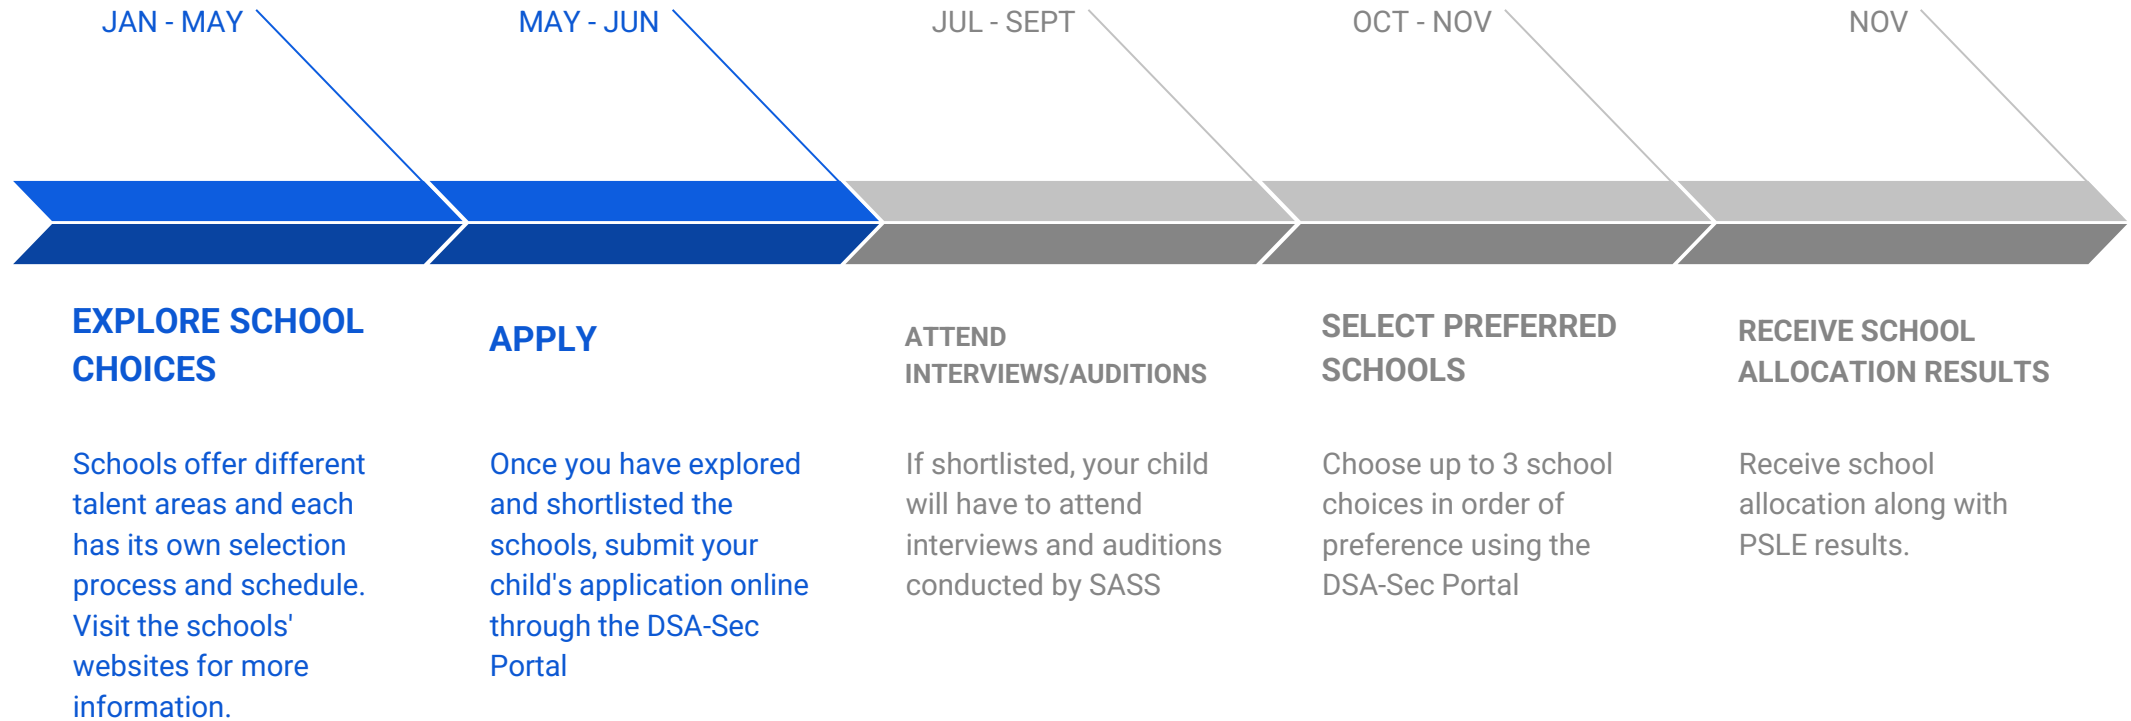 JAN - MAY
MAY - JUN
JUL - SEPT
OCT - NOV
NOV
EXPLORE SCHOOL
CHOICES
Schools offer different
talent areas and each
has its own selection
process and schedule.
Visit the schools'
websites for more
information.
APPLY
Once you have explored
and shortlisted the
schools, submit your
child's application online
through the DSA-Sec
Portal
ATTEND
INTERVIEWS/AUDITIONS
If shortlisted, your child
will have to attend
interviews and auditions
conducted by SASS
SELECT PREFERRED
SCHOOLS
Choose up to 3 school
choices in order of
preference using the
DSA-Sec Portal
RECEIVE SCHOOL
ALLOCATION RESULTS
Receive school
allocation along with
PSLE results.